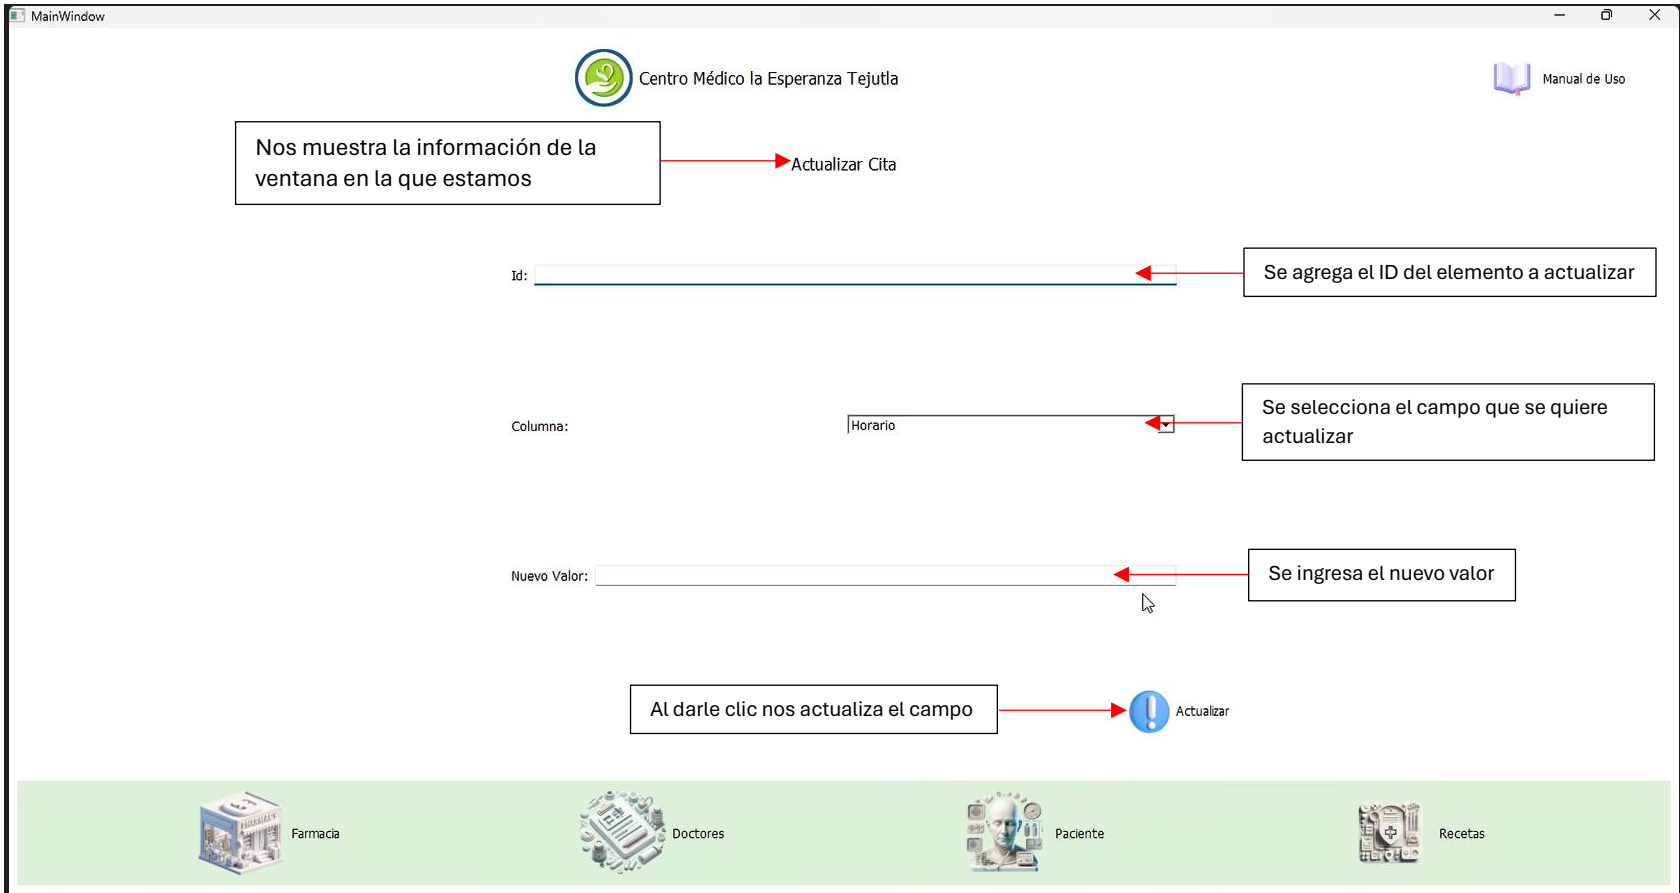 MainWindow
Centro Médico la Esperanza Tejutla
Manual de Uso
Nos muestra la información de la
ventana en la que estamos
Actualizar Cita
Id:
Se agrega el ID del elemento a actualizar
Columna:
Horario
Se selecciona el campo que se quiere
actualizar
Nuevo Valor:
Se ingresa el nuevo valor
Al darle clic nos actualiza el campo
Actualizar
Farmacia
Doctores
Paciente
Recetas